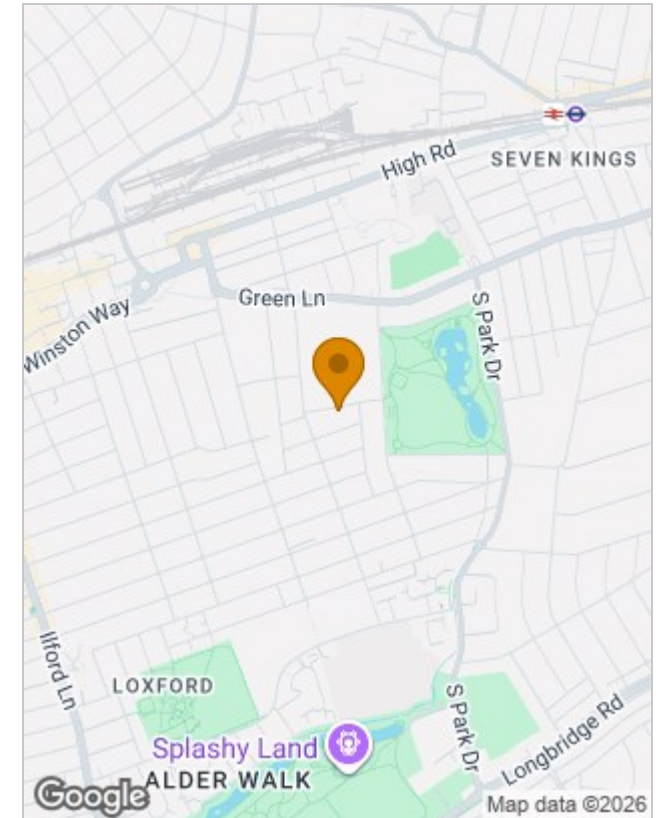 High Rd
SEVEN KINGS
Green Ln
Winston Way
S Park Dr
Ilford Ln
LOXFORD
S Park Dr
Longbridge Rd
Splashy Land
ALDER WALK
Google
Map data ©2026